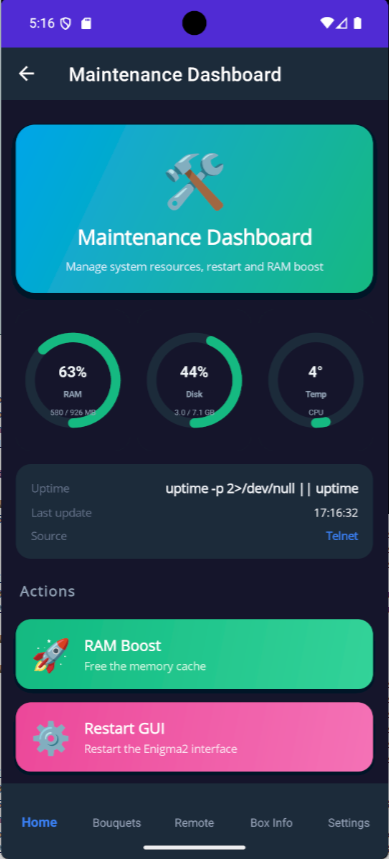 5:16
Maintenance Dashboard
Maintenance Dashboard
Manage system resources, restart and RAM boost
63%
RAM
580 / 926 MB
44%
Disk
3.0 / 7.1 GB
4°
Temp
CPU
Uptime uptime -p 2>/dev/null || uptime
Last update 17:16:32
Source Telnet
Actions
RAM Boost
Free the memory cache
Restart GUI
Restart the Enigma2 interface
Home Bouquets Remote Box Info Settings